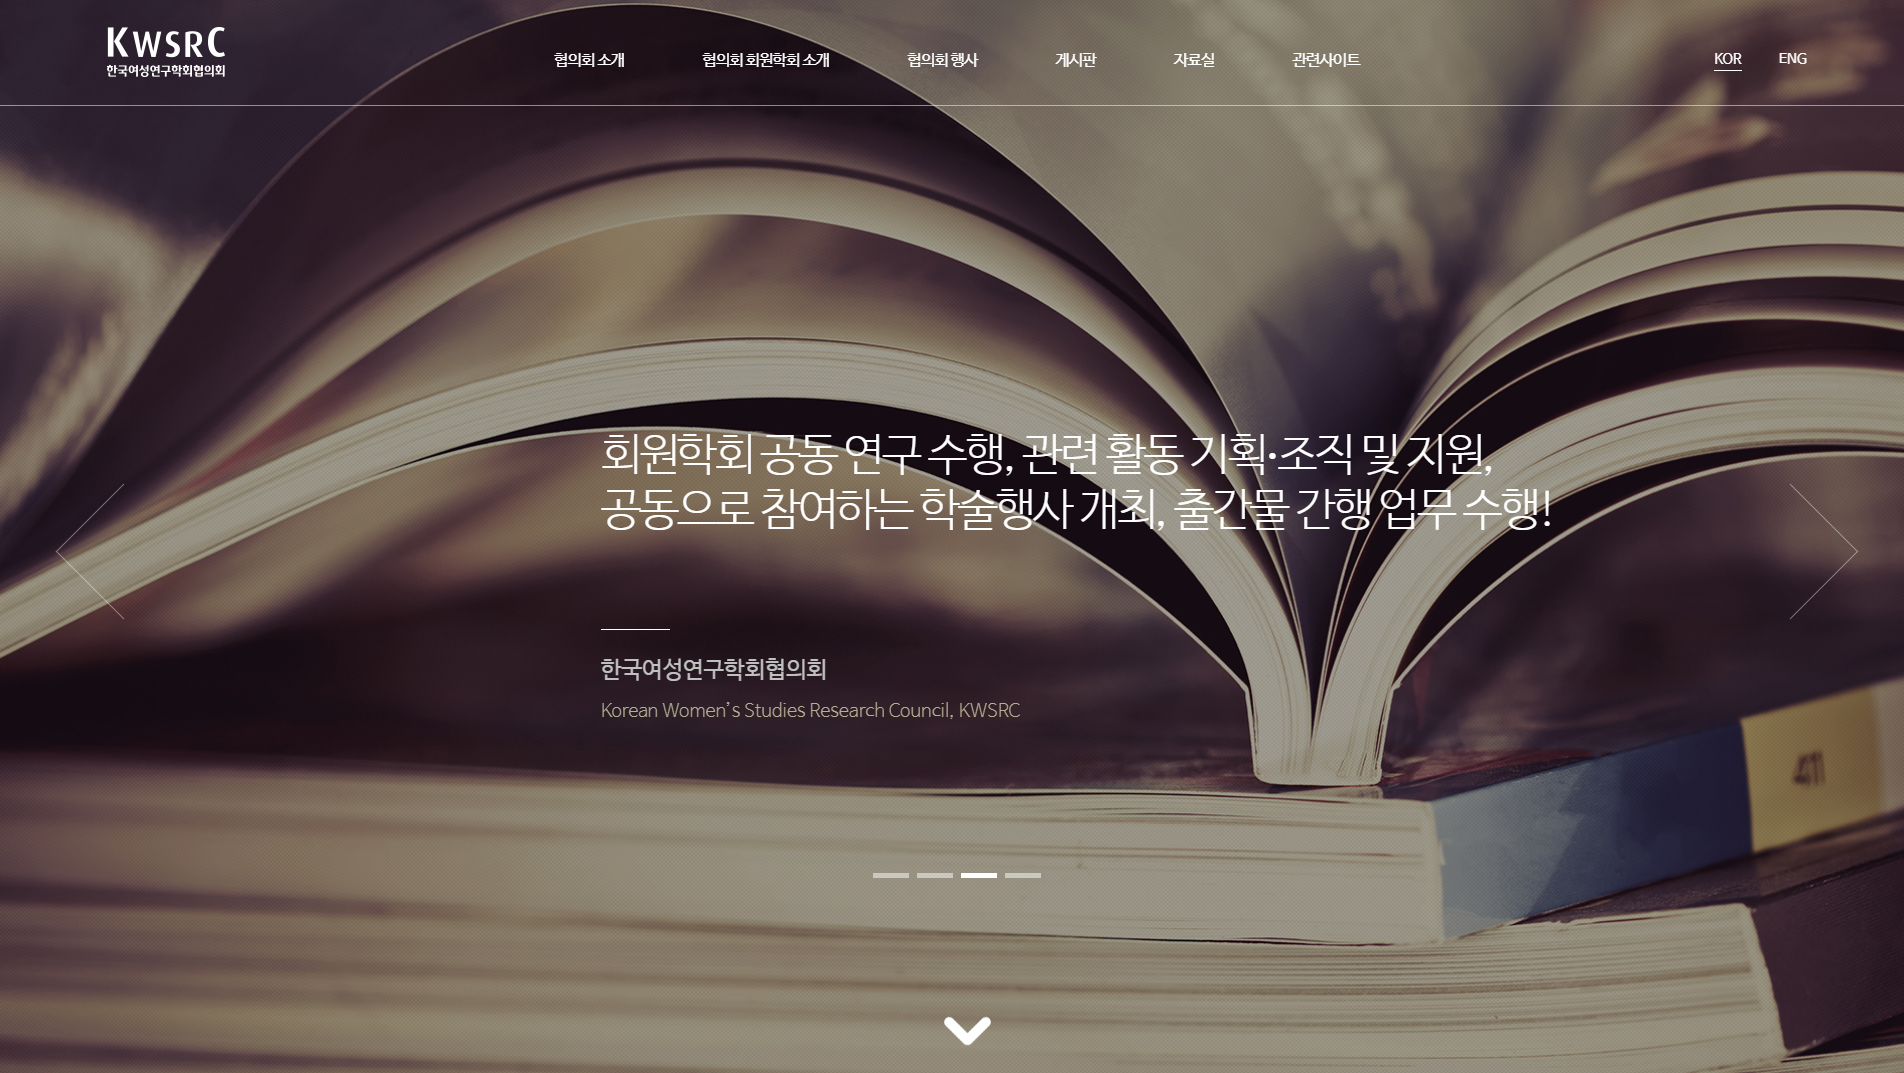 KWSRC
한국여성연구학회협의회
협의회 소개
협의회 회원학회 소개
협의회 행사
게시판
자료실
관련사이트
KOR
ENG
회원학회 공동 연구 수행, 관련 활동 기획·조직 및 지원,
공동으로 참여하는 학술행사 개최, 출간물 간행 업무 수행!
한국여성연구학회협의회
Korean Women's Studies Research Council, KWSRC
411